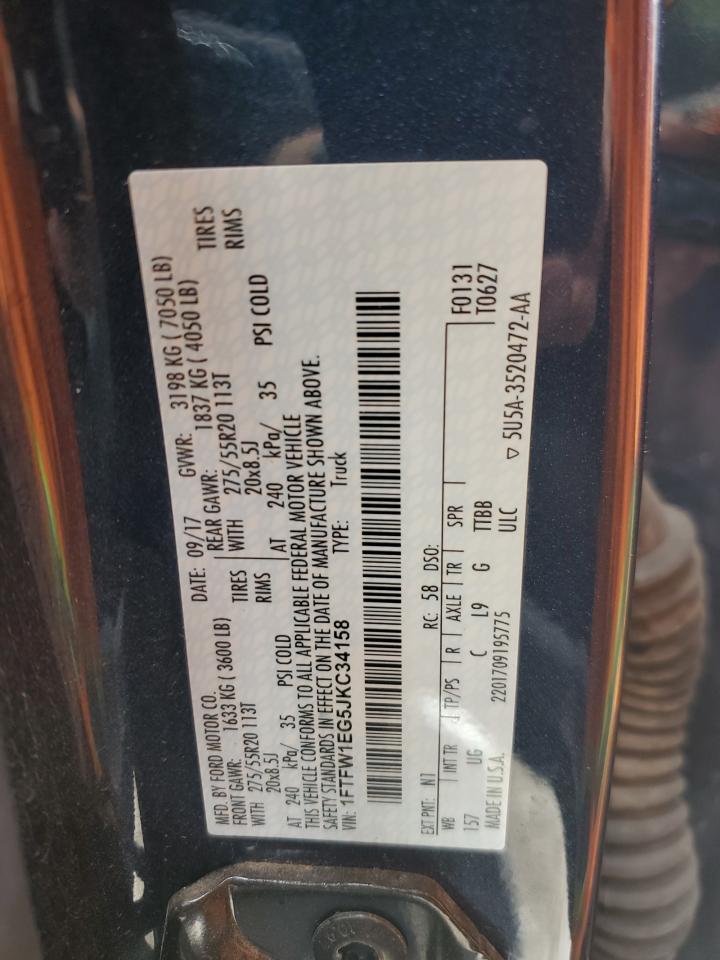 MFD. BY FORD MOTOR CO. DATE: 09/17 GVWR: 3198 KG ( 7050 LB)
FRONT GAWR: 1633 KG ( 3600 LB) REAR GAWR: 1837 KG ( 4050 LB)
WITH 275/55R20 113T TIRES WITH 275/55R20 113T TIRES
20x8.5J RIMS 20x8.5J RIMS
AT 240 kPa/ 35 PSI COLD AT 240 kPa/ 35 PSI COLD
THIS VEHICLE CONFORMS TO ALL APPLICABLE FEDERAL MOTOR VEHICLE
SAFETY STANDARDS IN EFFECT ON THE DATE OF MANUFACTURE SHOWN ABOVE.
VIN: 1FTFW1EG5JKC34158 TYPE: Truck
EXT PNT: N1 RC: 58 DSO: F0131
WB INT TR TP/PS R AXLE TR SPR T0627
157 UG C L9 G TTBB
MADE IN U.S.A. 2201709195775 ULC
▽ 5U5A-3520472-AA